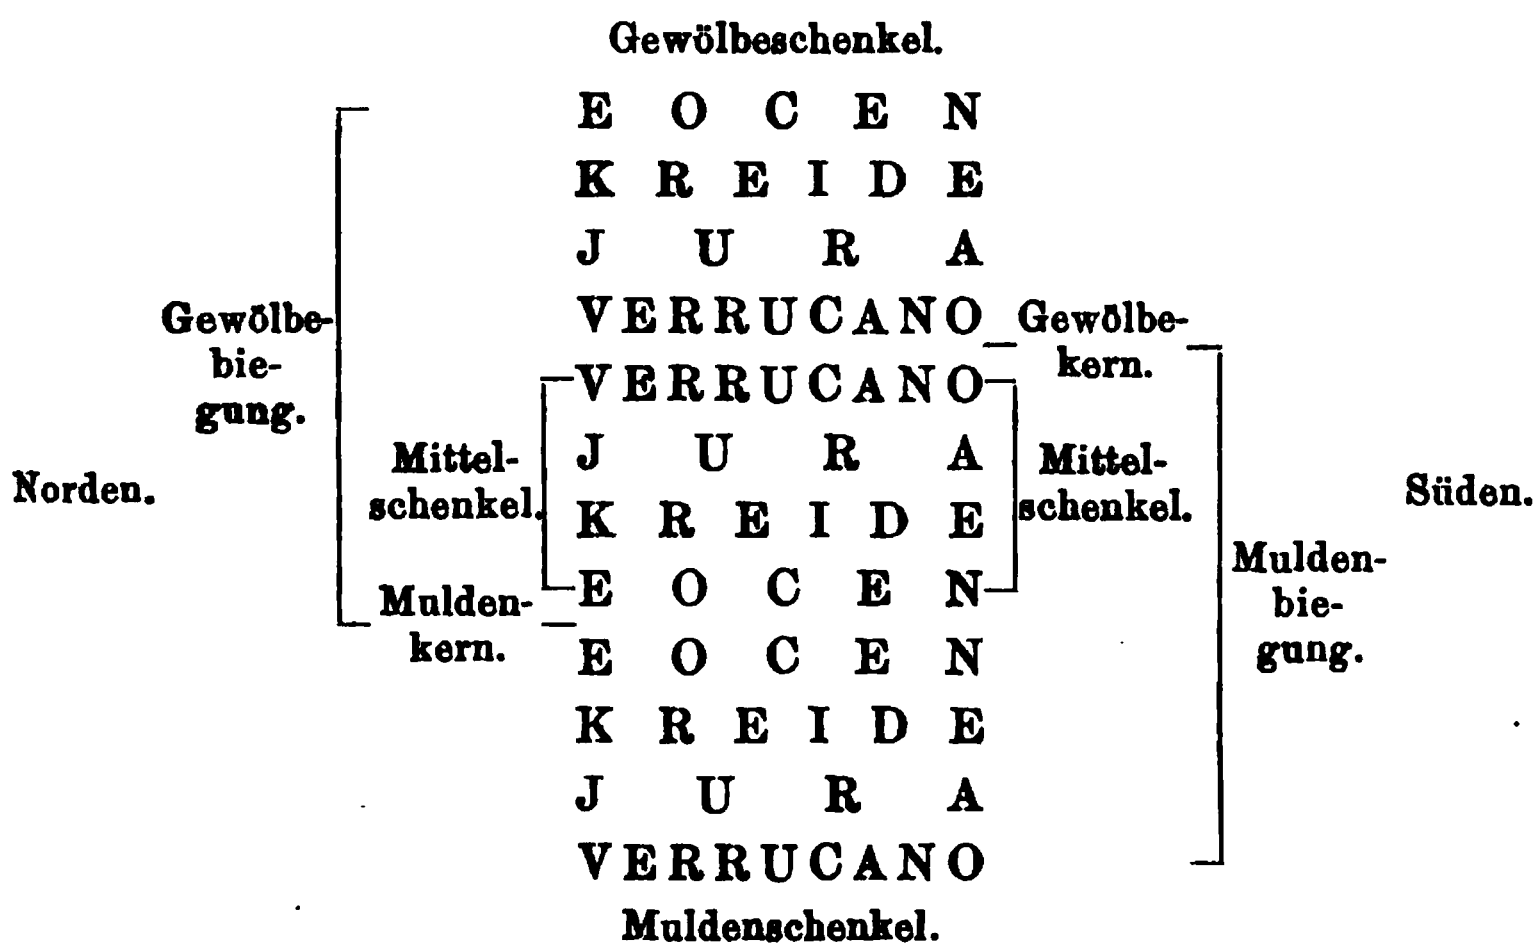 Gewölbeschenkel.
E O C E N
K R E I D E
J U R A
VERRUCANO
Gewölbe-
bie-
gung.
Gewölbe-
kern.
VERRUCANO
J U R A
Mittel-
schenkel.
Mittel-
schenkel.
Norden.
Süden.
K R E I D E
E O C E N
Mulden-
kern.
Mulden-
bie-
gung.
E O C E N
K R E I D E
J U R A
VERRUCANO
Muldenschenkel.